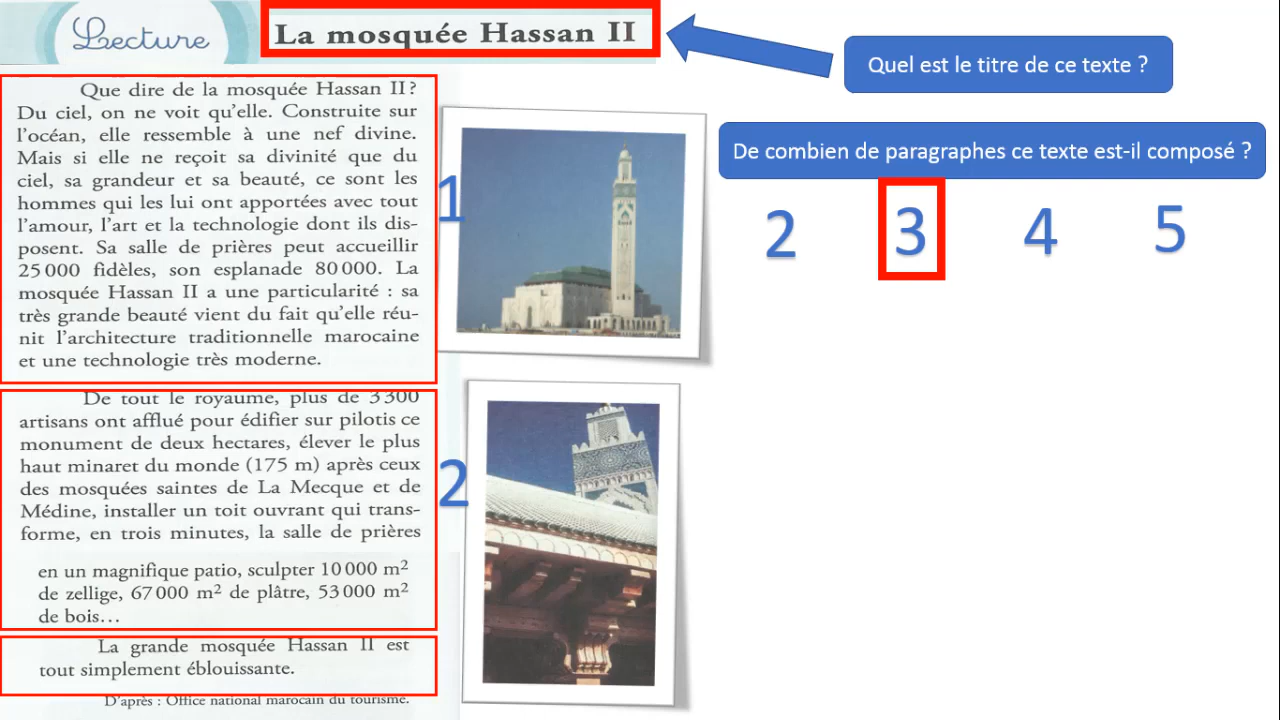 Lecture
La mosquée Hassan II
Quel est le titre de ce texte ?
De combien de paragraphes ce texte est-il composé ?
2 3 4 5
Que dire de la mosquée Hassan II ?
Du ciel, on ne voit qu'elle. Construite sur
l'océan, elle ressemble à une nef divine.
Mais si elle ne reçoit sa divinité que du
ciel, sa grandeur et sa beauté, ce sont les
hommes qui les lui ont apportées avec tout
l'amour, l'art et la technologie dont ils dis-
posent. Sa salle de prières peut accueillir
25 000 fidèles, son esplanade 80 000. La
mosquée Hassan II a une particularité : sa
très grande beauté vient du fait qu'elle réu-
nit l'architecture traditionnelle marocaine
et une technologie très moderne.
1
De tout le royaume, plus de 3 300
artisans ont afflué pour édifier sur pilotis ce
monument de deux hectares, élever le plus
haut minaret du monde (175 m) après ceux
des mosquées saintes de La Mecque et de
Médine, installer un toit ouvrant qui trans-
forme, en trois minutes, la salle de prières
en un magnifique patio, sculpter 10 000 m²
de zellige, 67 000 m² de plâtre, 53 000 m²
de bois...
2
La grande mosquée Hassan II est
tout simplement éblouissante.
D'après : Office national marocain du tourisme.